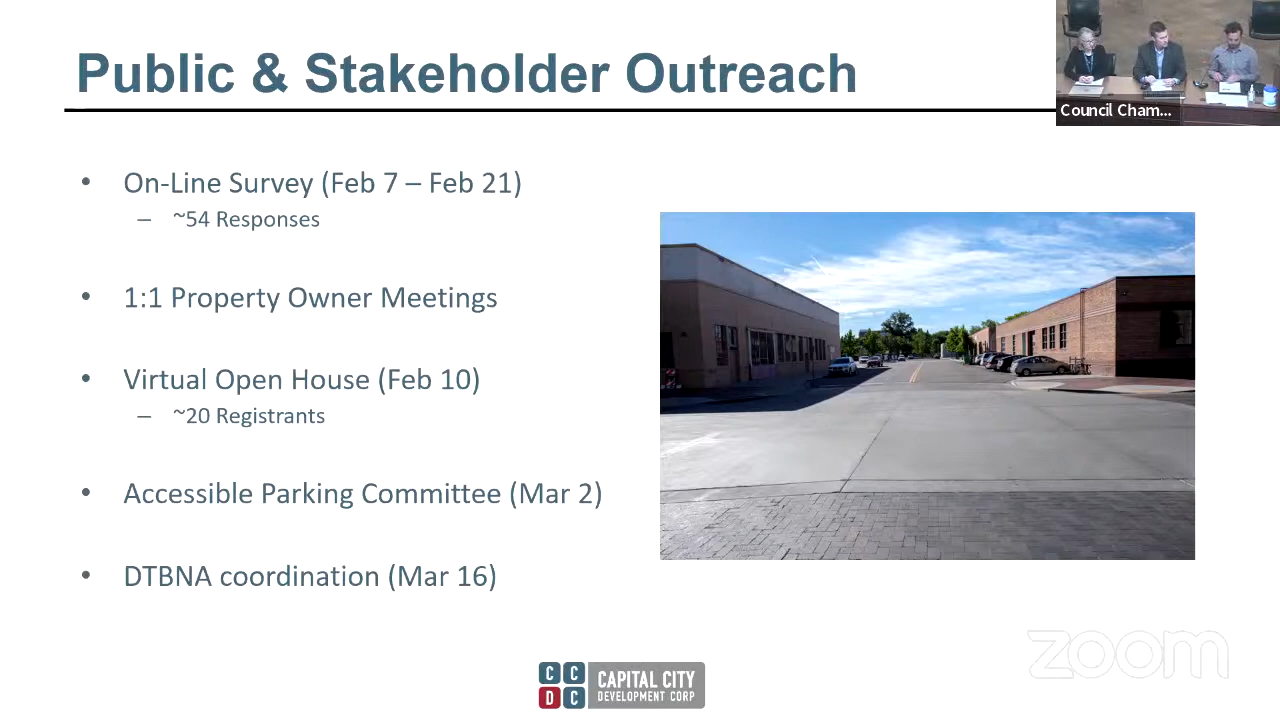 Public & Stakeholder Outreach
Council Cham...
• On-Line Survey (Feb 7 – Feb 21)
– ~54 Responses
• 1:1 Property Owner Meetings
• Virtual Open House (Feb 10)
– ~20 Registrants
• Accessible Parking Committee (Mar 2)
• DTBNA coordination (Mar 16)
zoom
CC
DC
CAPITAL CITY
DEVELOPMENT CORP